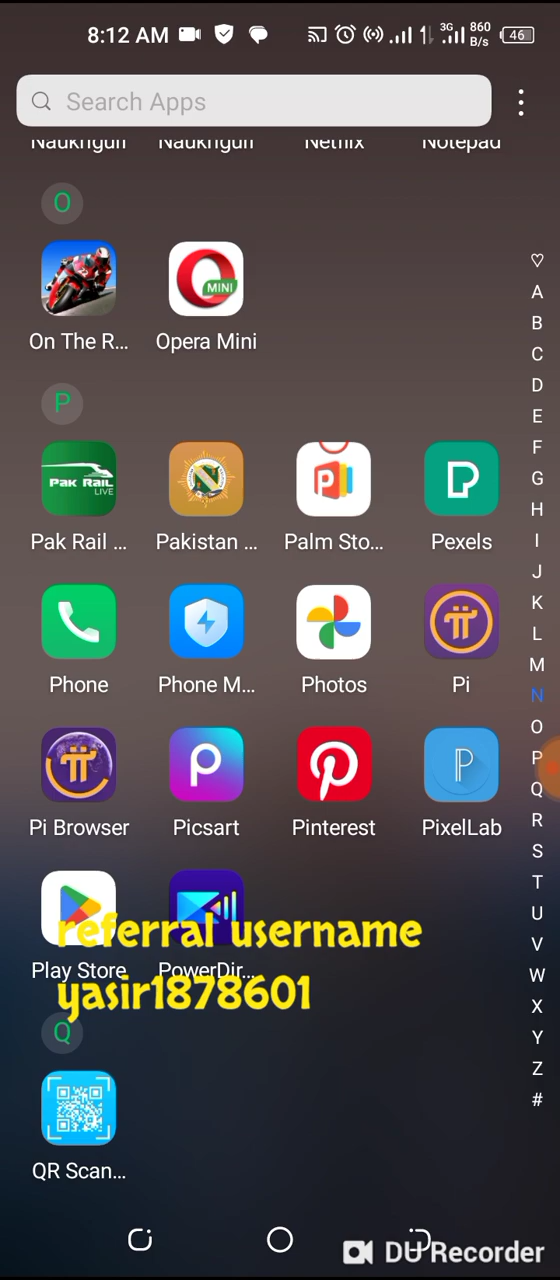 8:12 AM 3G 860 B/s 46
Search Apps
Naukriguri Naukriguri Netflix Notepad
O
MINI
On The R... Opera Mini
P
PAK RAIL LIVE
Pak Rail ... Pakistan ... Palm Sto... Pexels
Phone Phone M... Photos Pi
Pi Browser Picsart Pinterest PixelLab
referral username
Play Store PowerDir...
yasir1878601
Q
QR Scan...
A
B
C
D
E
F
G
H
I
J
K
L
M
N
O
P
Q
R
S
T
U
V
W
X
Y
Z
#
DU Recorder